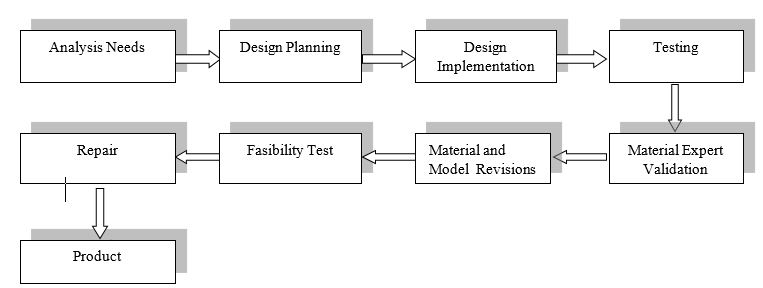 Analysis Needs
Design Planning
Design
Implementation
Testing
Material Expert
Validation
Material and
Model Revisions
Fasibility Test
Repair
Product